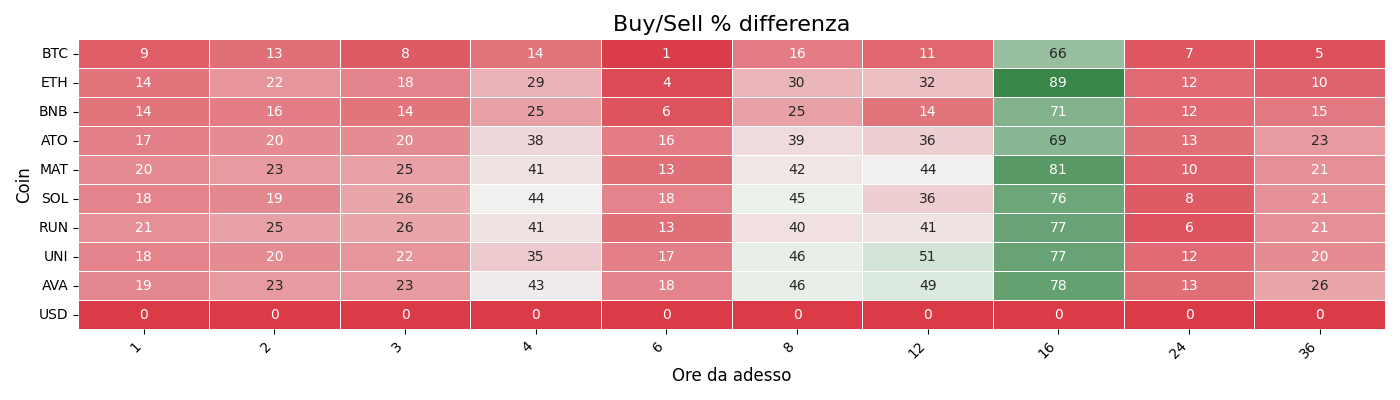 Buy/Sell % differenza
Coin
BTC 9 13 8 14 1 16 11 66 7 5
ETH 14 22 18 29 4 30 32 89 12 10
BNB 14 16 14 25 6 25 14 71 12 15
ATO 17 20 20 38 16 39 36 69 13 23
MAT 20 23 25 41 13 42 44 81 10 21
SOL 18 19 26 44 18 45 36 76 8 21
RUN 21 25 26 41 13 40 41 77 6 21
UNI 18 20 22 35 17 46 51 77 12 20
AVA 19 23 23 43 18 46 49 78 13 26
USD 0 0 0 0 0 0 0 0 0 0
1 2 3 4 6 8 12 16 24 36
Ore da adesso